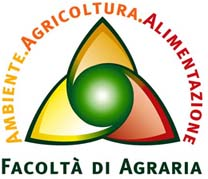 AMBIENTE.AGRICOLTURA.ALIMENTAZIONE
FACOLTÀ DI AGRARIA